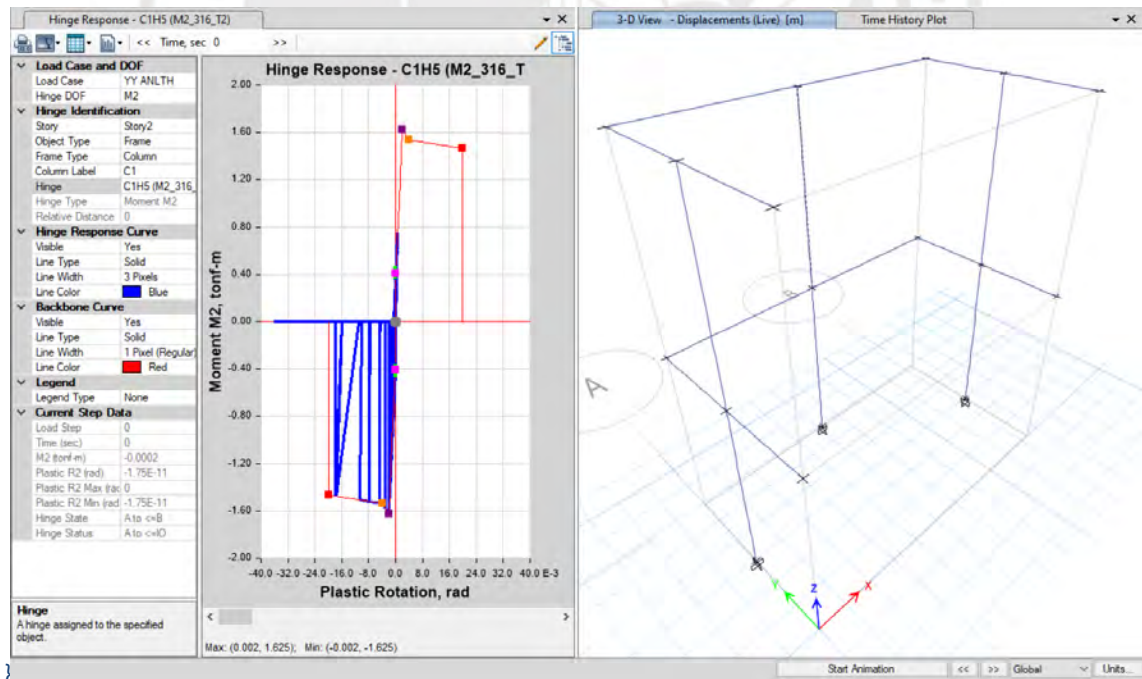 Hinge Response - C1H5 (M2_316_T2)
3-D View - Displacements (Live) [m]
Time History Plot
<< Time, sec 0 >>
Load Case and DOF
Load Case YY ANLTH
Hinge DOF M2
Hinge Identification
Story Story2
Object Type Frame
Frame Type Column
Column Label C1
Hinge C1H5 (M2_316_
Hinge Type Moment M2
Relative Distance 0
Hinge Response Curve
Visible Yes
Line Type Solid
Line Width 3 Pixels
Line Color Blue
Backbone Curve
Visible Yes
Line Type Solid
Line Width 1 Pixel (Regular)
Line Color Red
Legend
Legend Type None
Current Step Data
Load Step 0
Time (sec) 0
M2 (tonf-m) -0.0002
Plastic R2 (rad) -1.75E-11
Plastic R2 Max (rac 0
Plastic R2 Min (rad -1.75E-11
Hinge State A to <=B
Hinge Status A to <=IO
Hinge
A hinge assigned to the specified
object.
Hinge Response - C1H5 (M2_316_T
2.00
1.60
1.20
0.80
0.40
0.00
-0.40
-0.80
-1.20
-1.60
-2.00
Moment M2, tonf-m
-40.0 -32.0 -24.0 -16.0 -8.0 0.0 8.0 16.0 24.0 32.0 40.0 E-3
Plastic Rotation, rad
Max: (0.002, 1.625); Min: (-0.002, -1.625)
A
Y
Z
X
Start Animation << >> Global Units...
}